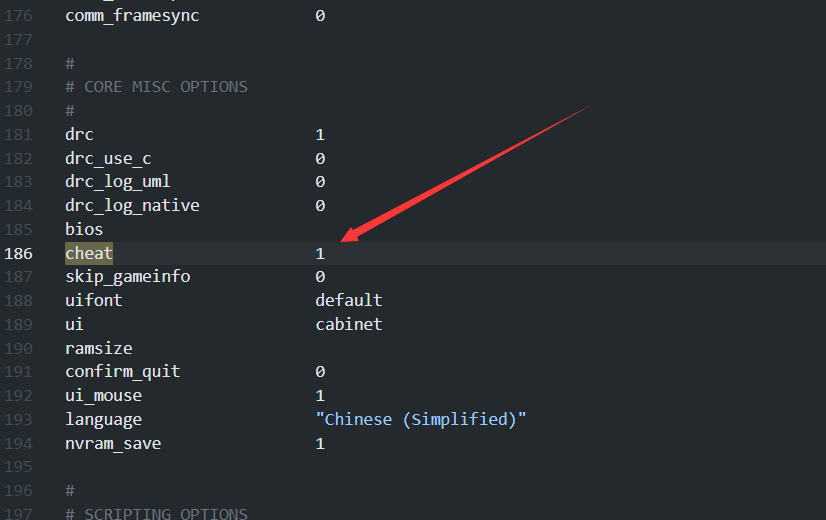 176 comm_framesync 0
177
178 #
179 # CORE MISC OPTIONS
180 #
181 drc 1
182 drc_use_c 0
183 drc_log_uml 0
184 drc_log_native 0
185 bios
186 cheat 1
187 skip_gameinfo 0
188 uifont default
189 ui cabinet
190 ramsize
191 confirm_quit 0
192 ui_mouse 1
193 language "Chinese (Simplified)"
194 nvram_save 1
195
196 #
197 # SCRIPTING OPTIONS